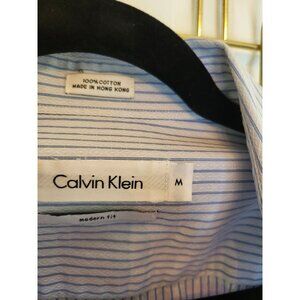 100% COTTON
MADE IN HONG KONG
Calvin Klein
M
modern fit